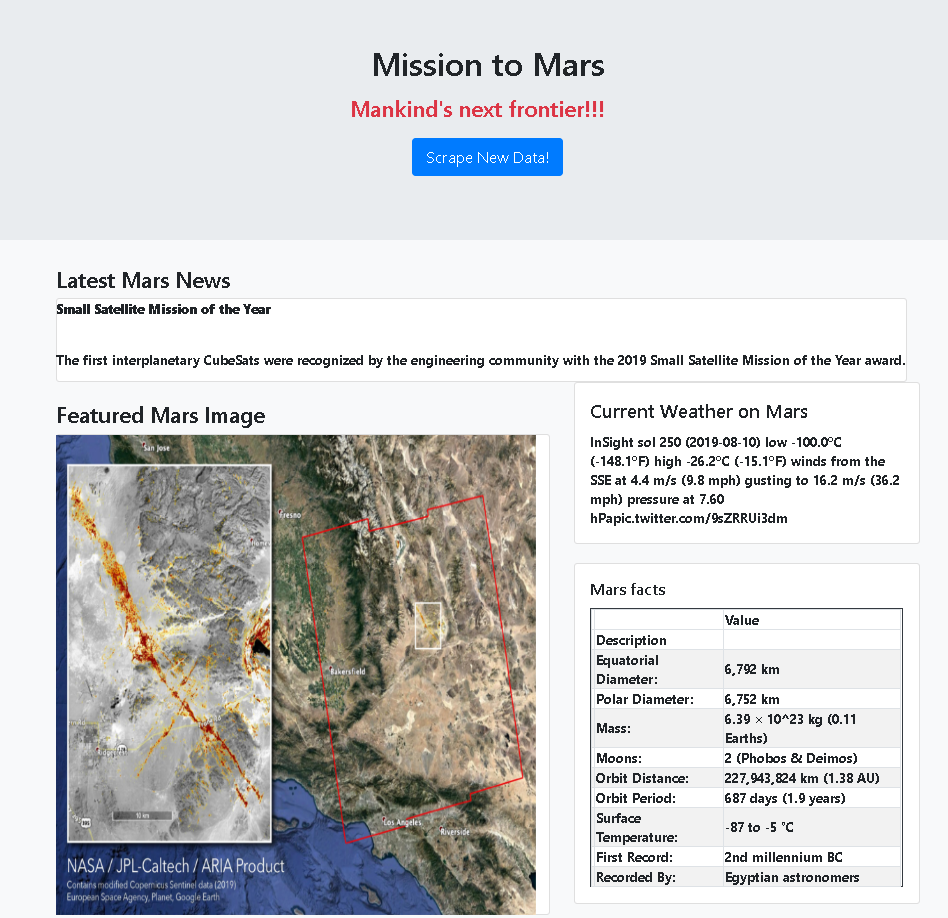 Mission to Mars
Mankind's next frontier!!!
Scrape New Data!
Latest Mars News
Small Satellite Mission of the Year
The first interplanetary CubeSats were recognized by the engineering community with the 2019 Small Satellite Mission of the Year award.
Featured Mars Image
San Jose
Fresno
Bakersfield
10 km
395
Los Angeles
Riverside
NASA / JPL-Caltech / ARIA Product
Contains modified Copernicus Sentinel data (2019)
European Space Agency, Planet, Google Earth
Current Weather on Mars
InSight sol 250 (2019-08-10) low -100.0ºC
(-148.1ºF) high -26.2ºC (-15.1ºF) winds from the
SSE at 4.4 m/s (9.8 mph) gusting to 16.2 m/s (36.2
mph) pressure at 7.60
hPapic.twitter.com/9sZRRUi3dm
Mars facts
Value
Description
Equatorial
Diameter:
6,792 km
Polar Diameter: 6,752 km
Mass:
6.39 × 10^23 kg (0.11
Earths)
Moons: 2 (Phobos & Deimos)
Orbit Distance: 227,943,824 km (1.38 AU)
Orbit Period: 687 days (1.9 years)
Surface
Temperature:
-87 to -5 °C
First Record: 2nd millennium BC
Recorded By: Egyptian astronomers